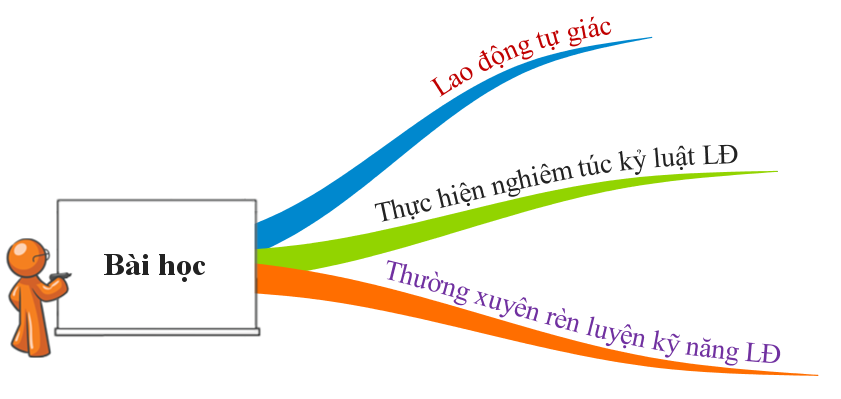 Bài học
Lao động tự giác
Thực hiện nghiêm túc kỷ luật LĐ
Thường xuyên rèn luyện kỹ năng LĐ